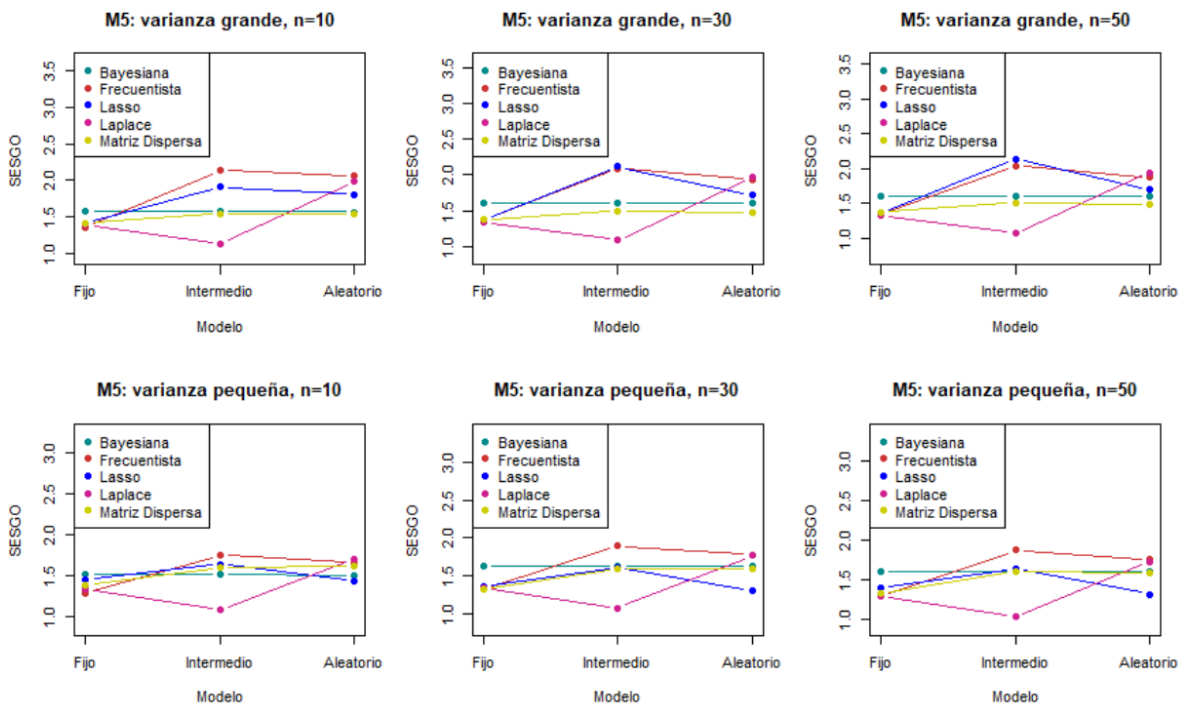 M5: varianza grande, n=10
SESGO
3.5
3.0
2.5
2.0
1.5
1.0
Bayesiana
Frecuentista
Lasso
Laplace
Matriz Dispersa
Fijo Intermedio Aleatorio
Modelo
M5: varianza grande, n=30
SESGO
3.5
3.0
2.5
2.0
1.5
1.0
Bayesiana
Frecuentista
Lasso
Laplace
Matriz Dispersa
Fijo Intermedio Aleatorio
Modelo
M5: varianza grande, n=50
SESGO
3.5
3.0
2.5
2.0
1.5
1.0
Bayesiana
Frecuentista
Lasso
Laplace
Matriz Dispersa
Fijo Intermedio Aleatorio
Modelo
M5: varianza pequeña, n=10
SESGO
3.0
2.5
2.0
1.5
1.0
Bayesiana
Frecuentista
Lasso
Laplace
Matriz Dispersa
Fijo Intermedio Aleatorio
Modelo
M5: varianza pequeña, n=30
SESGO
3.0
2.5
2.0
1.5
1.0
Bayesiana
Frecuentista
Lasso
Laplace
Matriz Dispersa
Fijo Intermedio Aleatorio
Modelo
M5: varianza pequeña, n=50
SESGO
3.0
2.5
2.0
1.5
1.0
Bayesiana
Frecuentista
Lasso
Laplace
Matriz Dispersa
Fijo Intermedio Aleatorio
Modelo